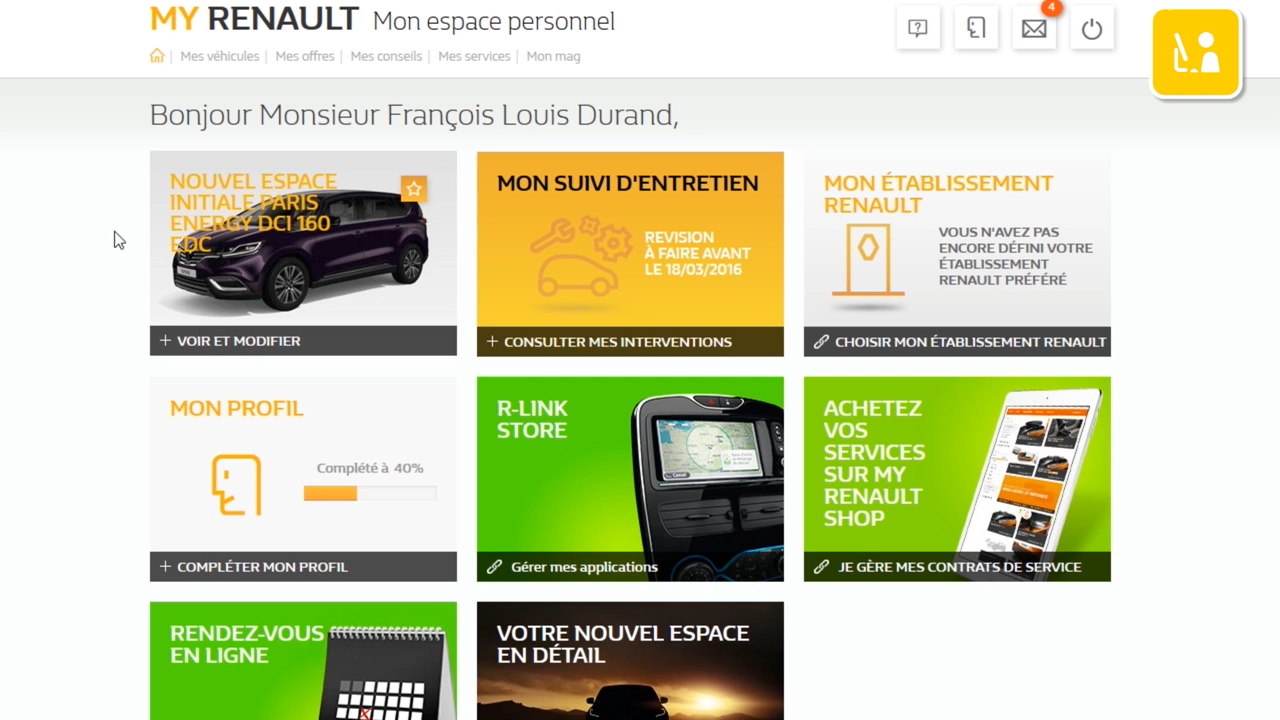 MY RENAULT Mon espace personnel
4
Mes véhicules | Mes offres | Mes conseils | Mes services | Mon mag
Bonjour Monsieur François Louis Durand,
NOUVEL ESPACE
INITIALE PARIS
ENERGY DCI 160
EDC
+ VOIR ET MODIFIER
MON SUIVI D'ENTRETIEN
REVISION
À FAIRE AVANT
LE 18/03/2016
+ CONSULTER MES INTERVENTIONS
MON ÉTABLISSEMENT
RENAULT
VOUS N'AVEZ PAS
ENCORE DÉFINI VOTRE
ÉTABLISSEMENT
RENAULT PRÉFÉRÉ
CHOISIR MON ÉTABLISSEMENT RENAULT
MON PROFIL
Complété à 40%
+ COMPLÉTER MON PROFIL
R-LINK
STORE
Gérer mes applications
ACHETEZ
VOS
SERVICES
SUR MY
RENAULT
SHOP
JE GÈRE MES CONTRATS DE SERVICE
RENDEZ-VOUS
EN LIGNE
VOTRE NOUVEL ESPACE
EN DÉTAIL